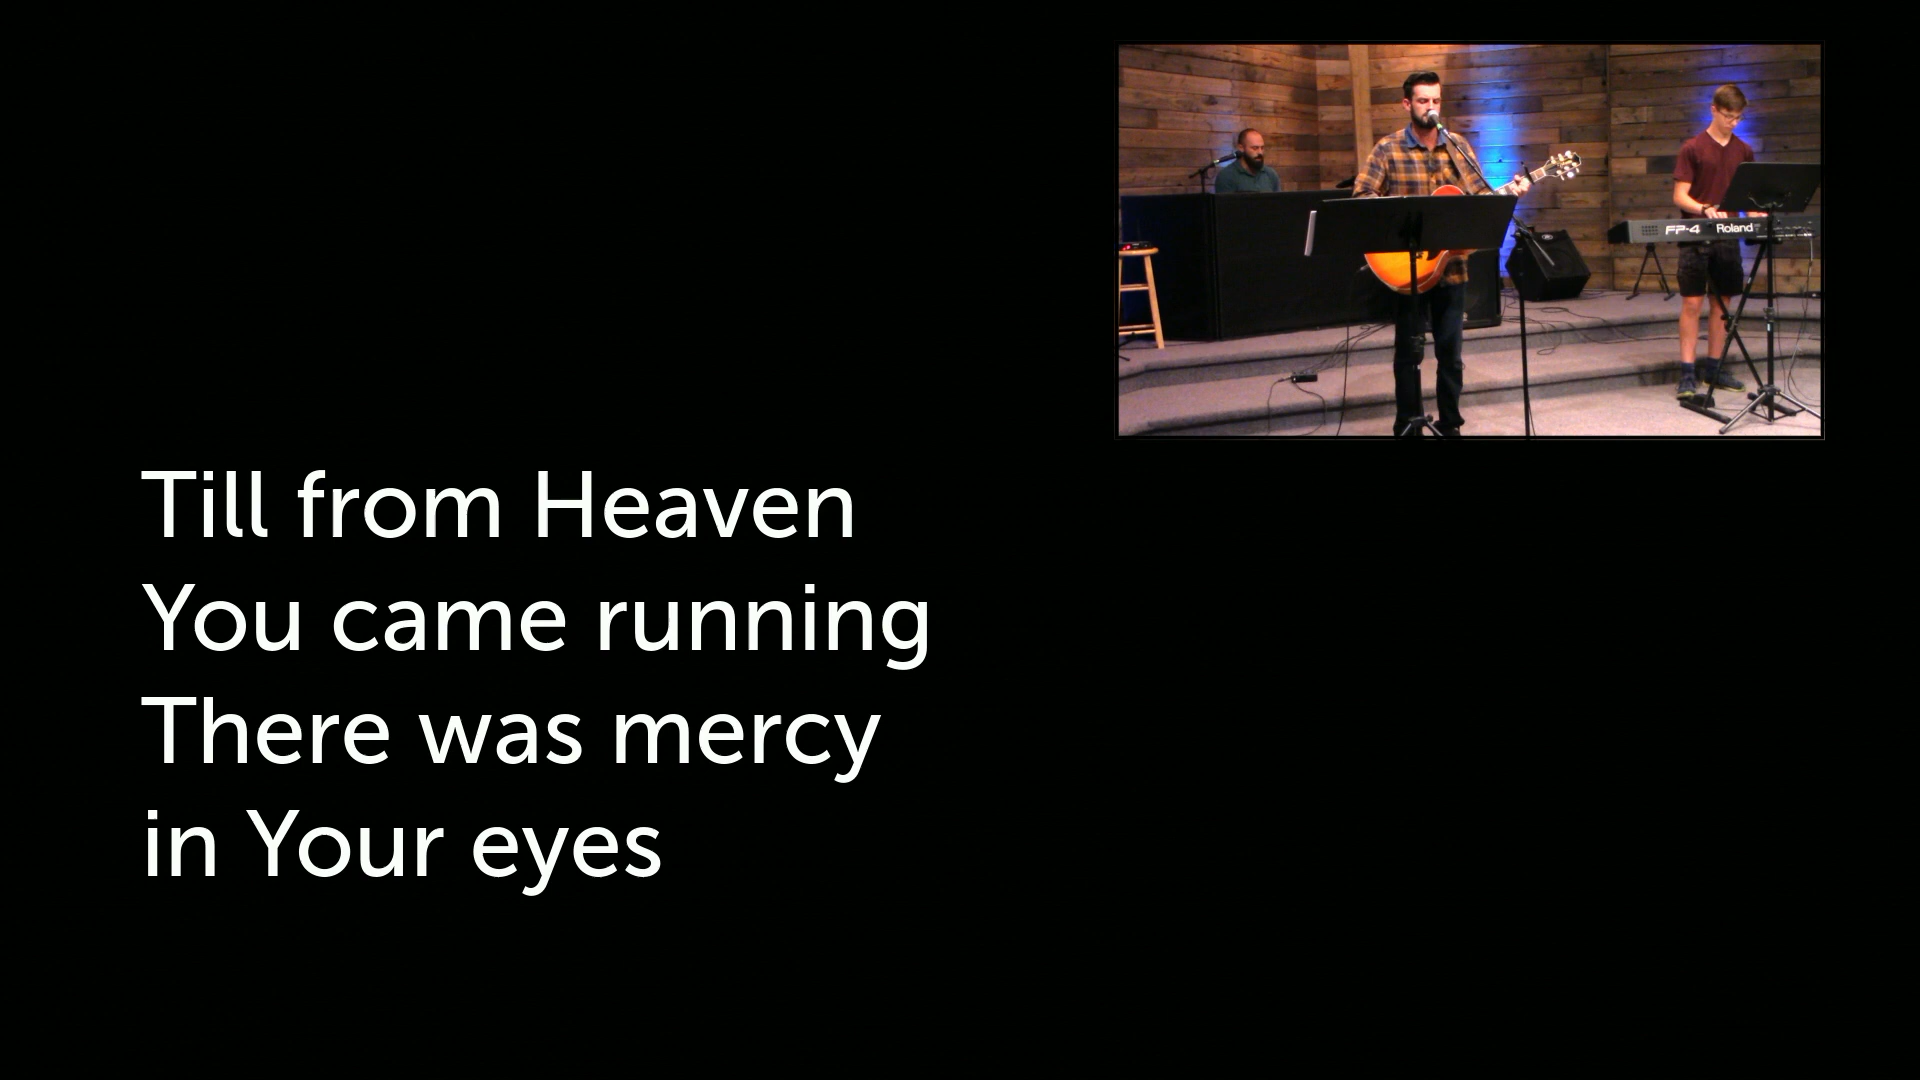 FP-4 Roland
Till from Heaven
You came running
There was mercy
in Your eyes